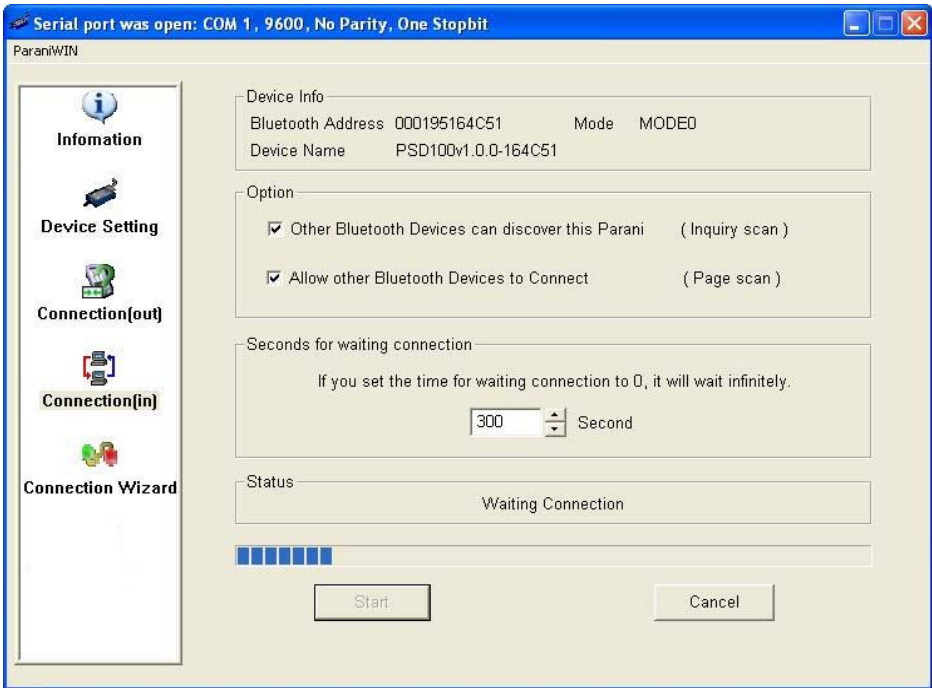 Serial port was open: COM 1, 9600, No Parity, One Stopbit
ParaniWIN
Infomation
Device Setting
Connection(out)
Connection(in)
Connection Wizard
Device Info
Bluetooth Address 000195164C51 Mode MODE0
Device Name PSD100v1.0.0-164C51
Option
Other Bluetooth Devices can discover this Parani ( Inquiry scan )
Allow other Bluetooth Devices to Connect ( Page scan )
Seconds for waiting connection
If you set the time for waiting connection to 0, it will wait infinitely.
300 Second
Status
Waiting Connection
Start Cancel